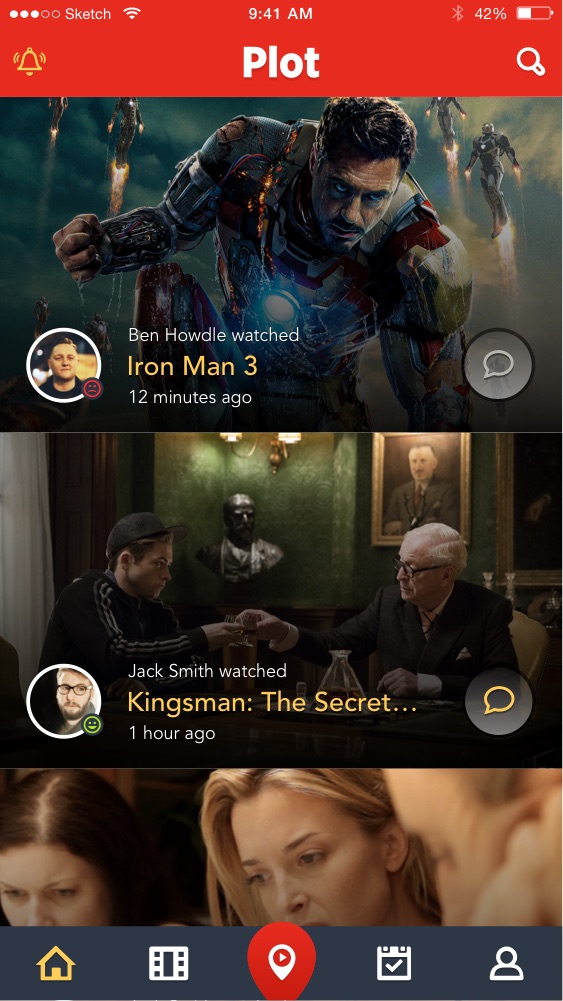 Sketch 9:41 AM 42%
Plot
Ben Howdle watched
Iron Man 3
12 minutes ago
Jack Smith watched
Kingsman: The Secret...
1 hour ago